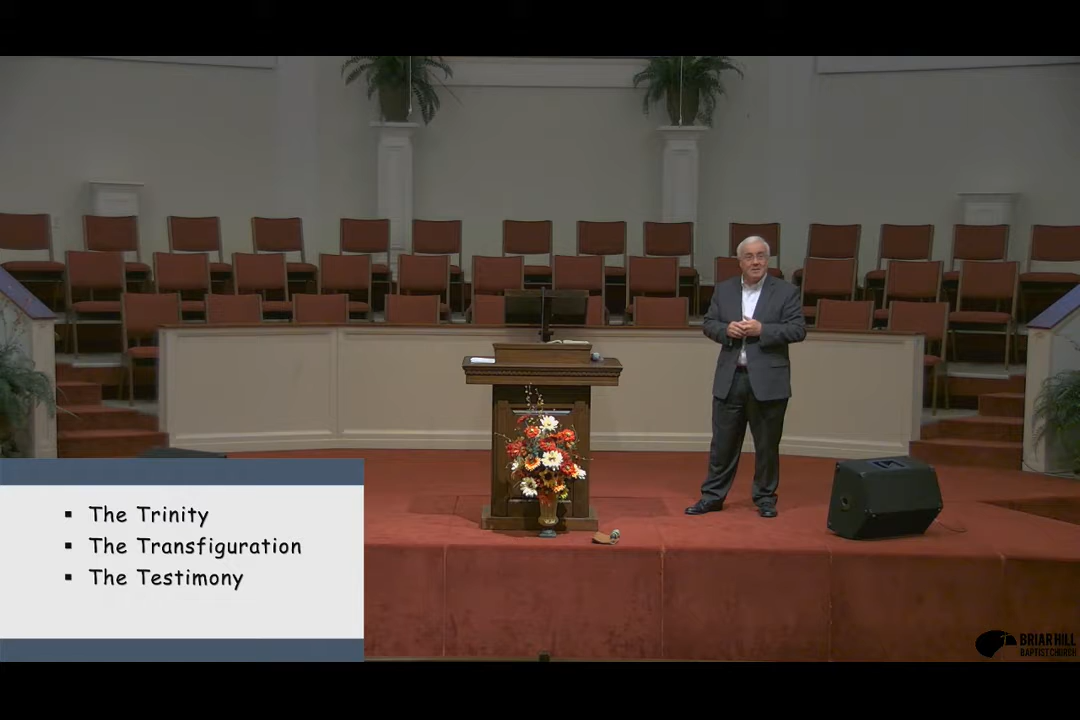 ▪ The Trinity
▪ The Transfiguration
▪ The Testimony
BRIAR HILL
BAPTIST CHURCH